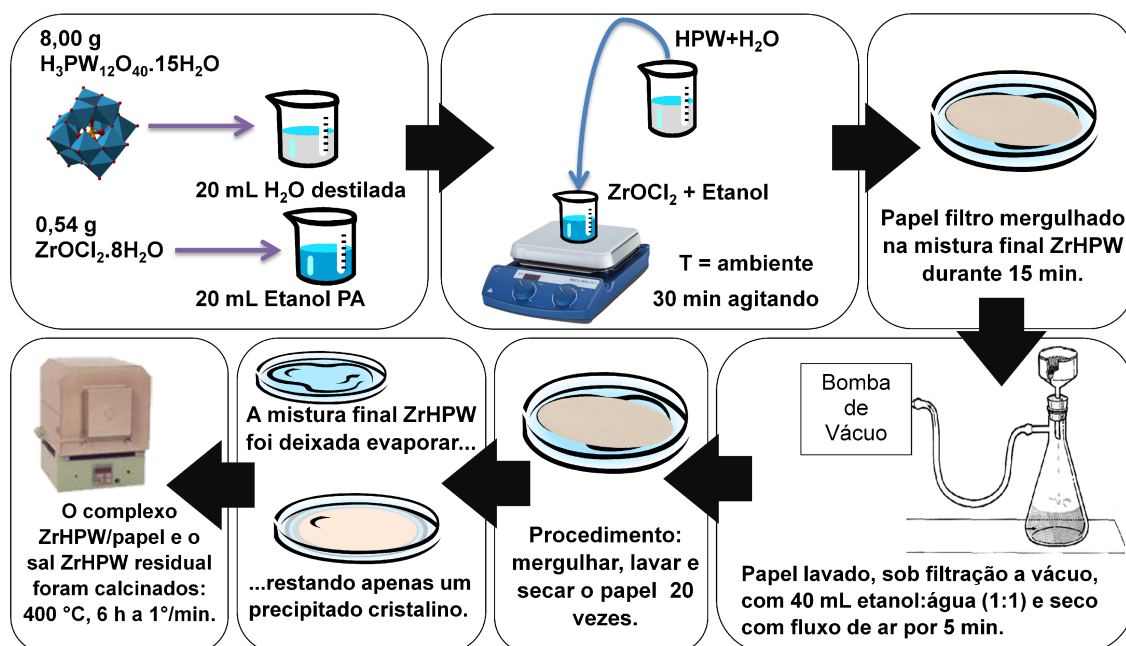 8,00 g
H₃PW₁₂O₄₀.15H₂O
20 mL H₂O destilada
0,54 g
ZrOCl₂.8H₂O
20 mL Etanol PA
HPW+H₂O
ZrOCl₂ + Etanol
T = ambiente
30 min agitando
Papel filtro mergulhado
na mistura final ZrHPW
durante 15 min.
Bomba
de
Vácuo
Papel lavado, sob filtração a vácuo,
com 40 mL etanol:água (1:1) e seco
com fluxo de ar por 5 min.
Procedimento:
mergulhar, lavar e
secar o papel 20
vezes.
A mistura final ZrHPW
foi deixada evaporar...
...restando apenas um
precipitado cristalino.
O complexo
ZrHPW/papel e o
sal ZrHPW residual
foram calcinados:
400 °C, 6 h a 1°/min.